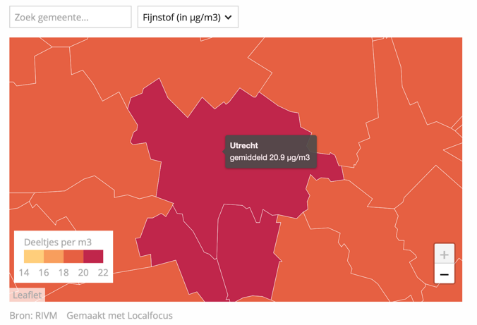 Zoek gemeente...
Fijnstof (in µg/m3)
Utrecht
gemiddeld 20.9 µg/m3
Deeltjes per m3
14 16 18 20 22
+
−
Leaflet
Bron: RIVM Gemaakt met Localfocus